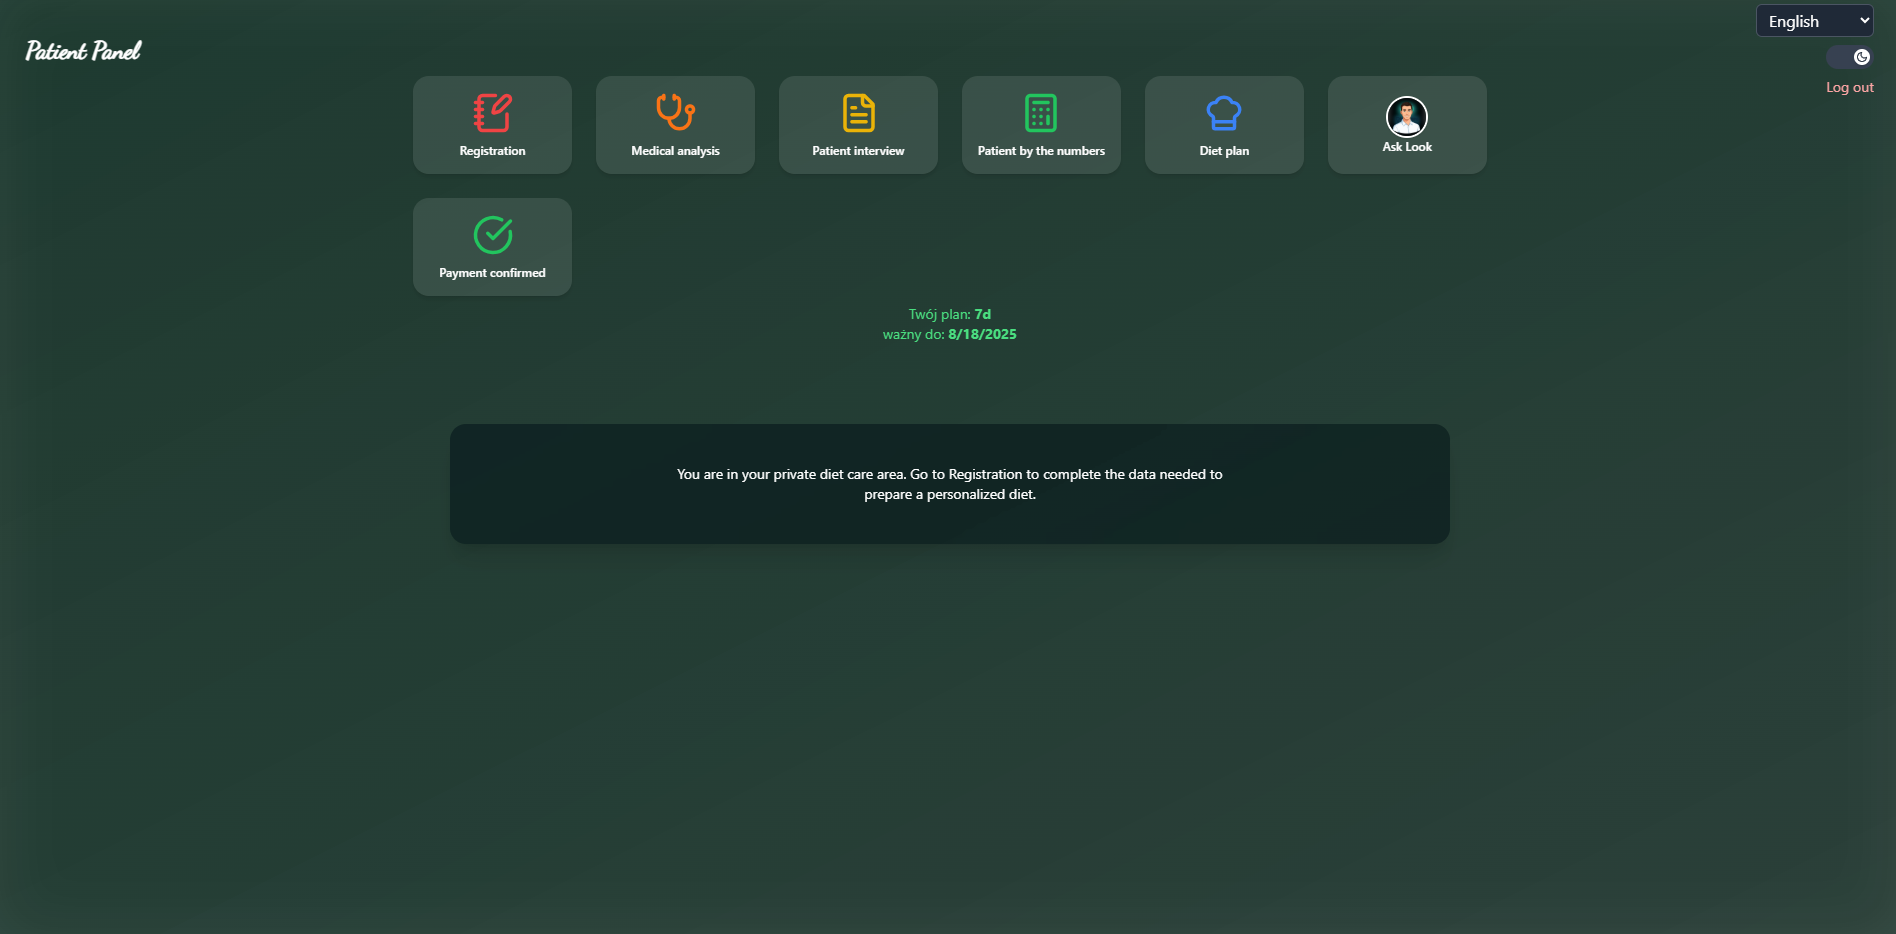 English
Patient Panel
Log out
Registration
Medical analysis
Patient interview
Patient by the numbers
Diet plan
Ask Look
Payment confirmed
Twój plan: 7d
ważny do: 8/18/2025
You are in your private diet care area. Go to Registration to complete the data needed to
prepare a personalized diet.